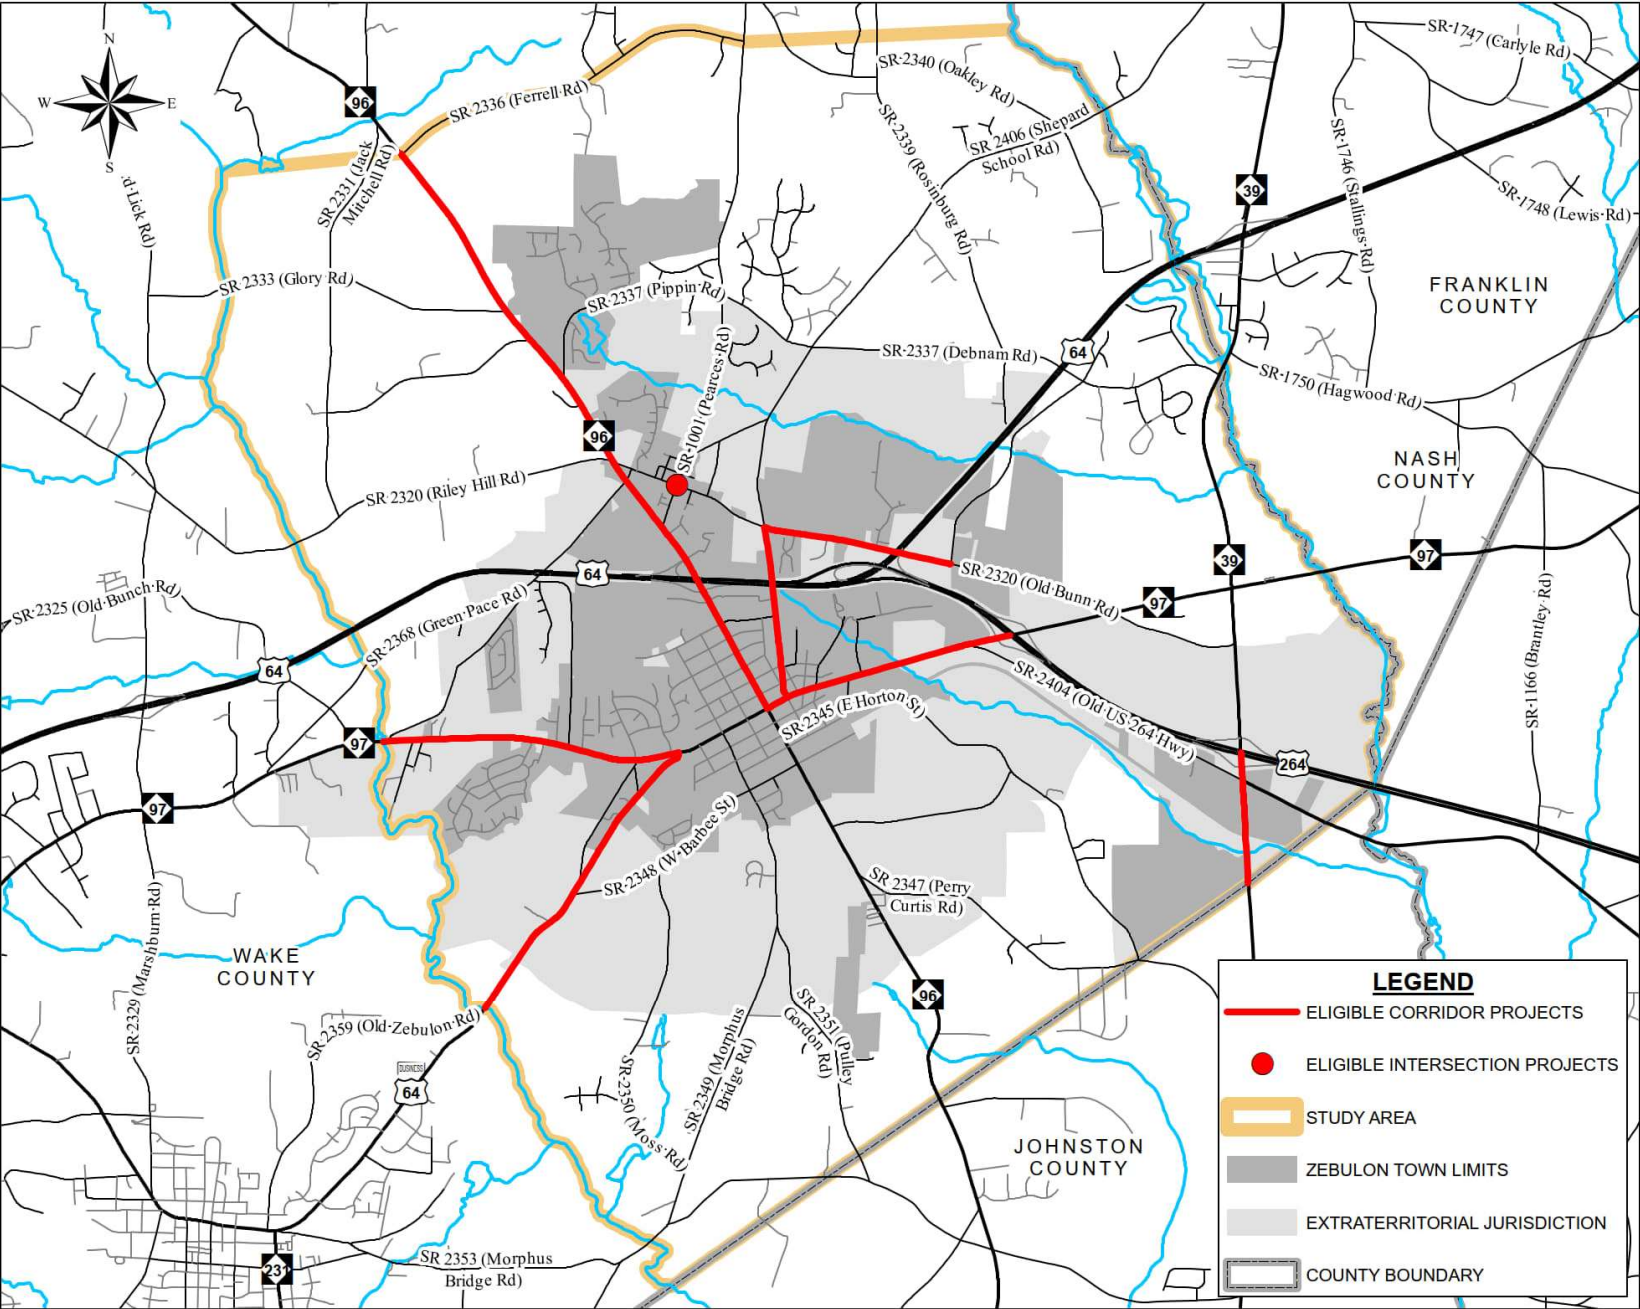 N
W
E
S
96
SR 2336 (Ferrell Rd)
SR 2331 (Jack
Mitchell Rd)
d Lick Rd)
SR 2340 (Oakley Rd)
SR 2339 (Rosinburg Rd)
SR 2406 (Shepard
School Rd)
39
SR-1747 (Carlyle Rd)
SR-1746 (Stallings Rd)
SR-1748 (Lewis Rd)
FRANKLIN
COUNTY
SR 2333 (Glory Rd)
SR 2337 (Pippin Rd)
SR-1001 (Pearces Rd)
SR-2337 (Debnam Rd)
64
SR-1750 (Hagwood Rd)
96
NASH
COUNTY
SR 2320 (Riley Hill Rd)
64
SR-2320 (Old Bunn Rd)
39
97
97
SR-2325 (Old Bunch Rd)
SR-2368 (Green Pace Rd)
64
SR-2404 (Old US 264 Hwy)
SR-1166 (Brantley Rd)
SR-2345 (E Horton St)
97
264
97
SR-2348 (W Barbee St)
SR-2347 (Perry
Curtis Rd)
SR-2329 (Marshburn Rd)
WAKE
COUNTY
96
SR-2359 (Old Zebulon Rd)
SR-2351 (Pulley
Gordon Rd)
SR-2349 (Morphus
Bridge Rd)
SR-2350 (Moss Rd)
BUSINESS
64
JOHNSTON
COUNTY
SR 2353 (Morphus
Bridge Rd)
231
LEGEND
ELIGIBLE CORRIDOR PROJECTS
ELIGIBLE INTERSECTION PROJECTS
STUDY AREA
ZEBULON TOWN LIMITS
EXTRATERRITORIAL JURISDICTION
COUNTY BOUNDARY